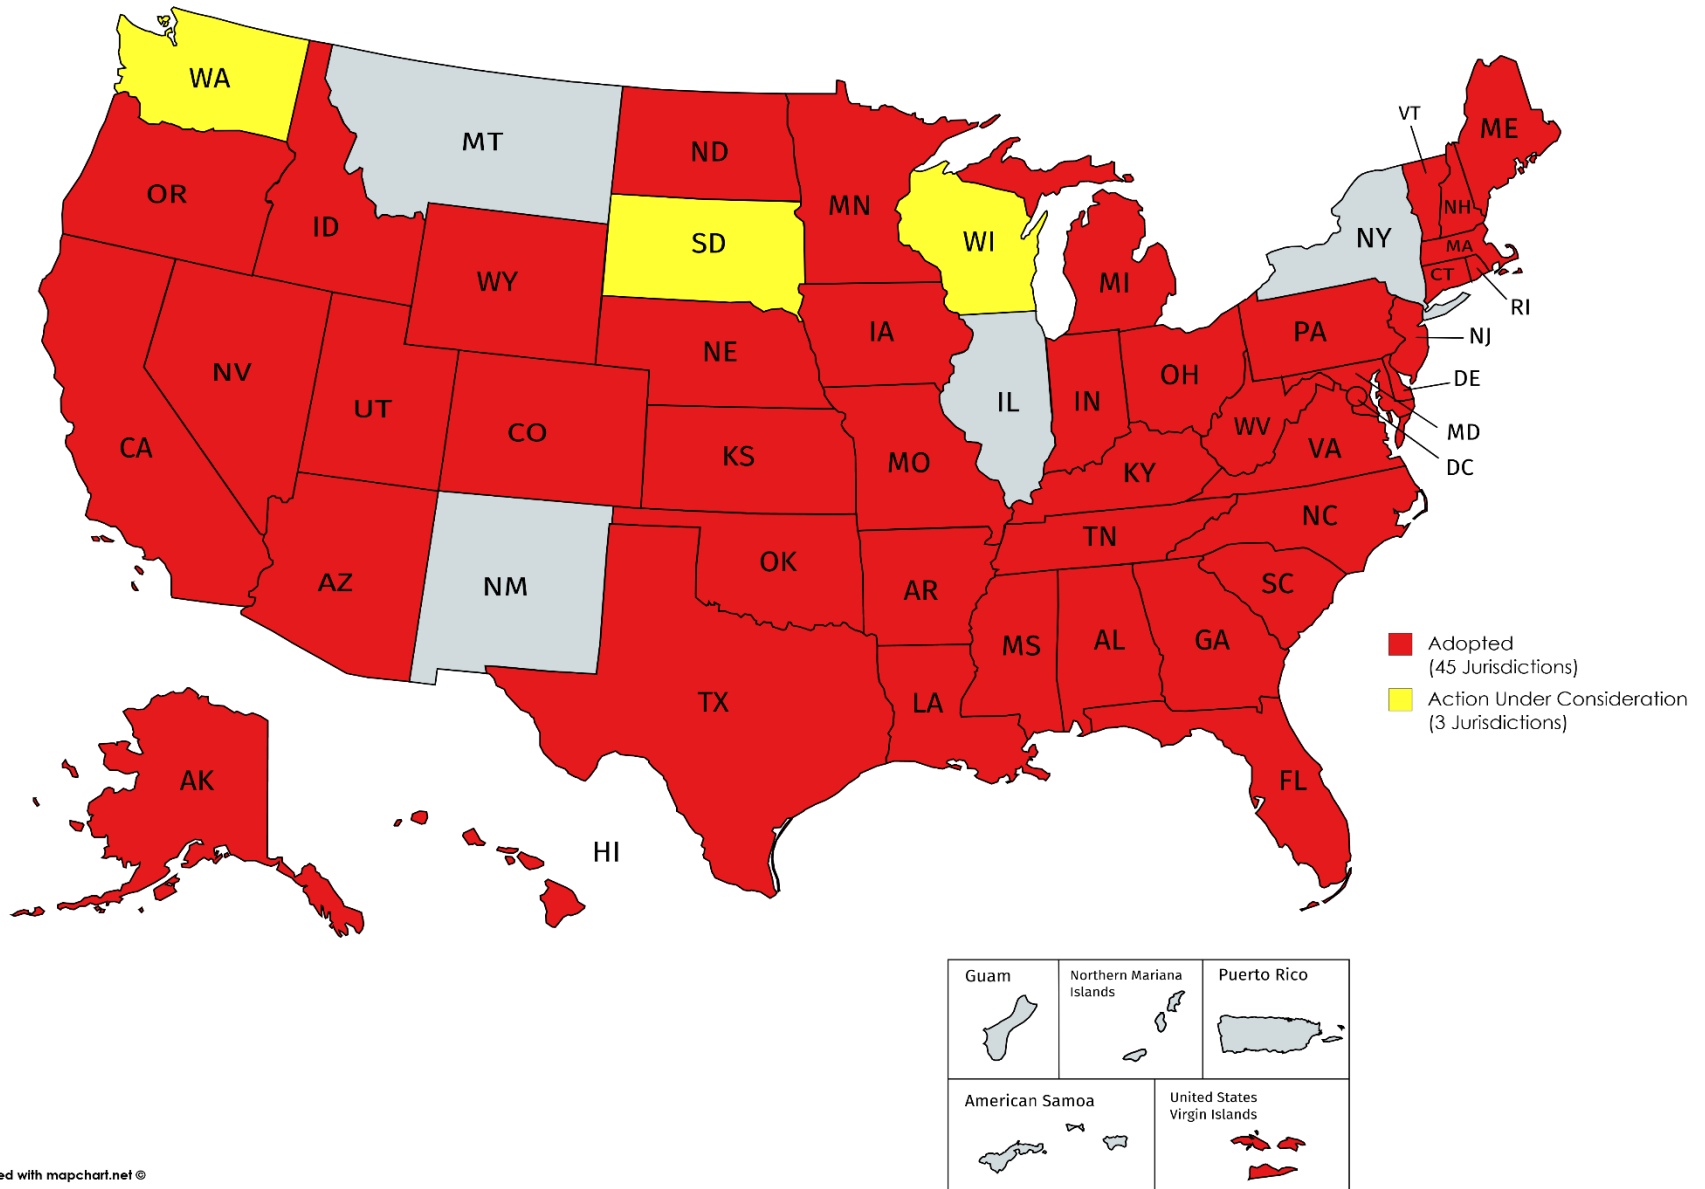 WA
MT
ND
MN
OR
ID
SD
WI
WY
MI
NY
VT
ME
NH
MA
CT
RI
NJ
PA
DE
MD
DC
NV
UT
CO
NE
IA
IL
IN
OH
WV
VA
CA
KS
MO
KY
NC
AZ
NM
OK
AR
TN
SC
MS
AL
GA
TX
LA
FL
AK
HI
Adopted
(45 Jurisdictions)
Action Under Consideration
(3 Jurisdictions)
Guam
Northern Mariana
Islands
Puerto Rico
American Samoa
United States
Virgin Islands
ed with mapchart.net ©